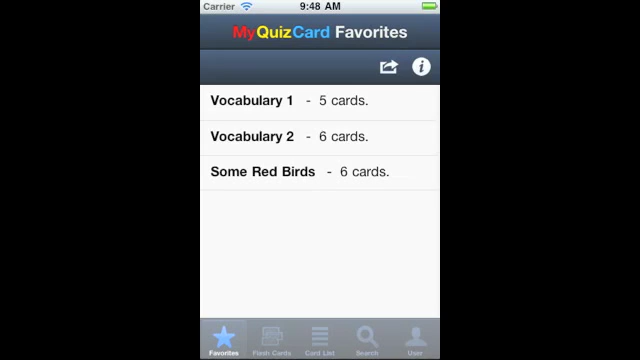 Carrier 9:48 AM
MyQuizCard Favorites
i
Vocabulary 1 - 5 cards.
Vocabulary 2 - 6 cards.
Some Red Birds - 6 cards.
Favorites Flash Cards Card List Search User